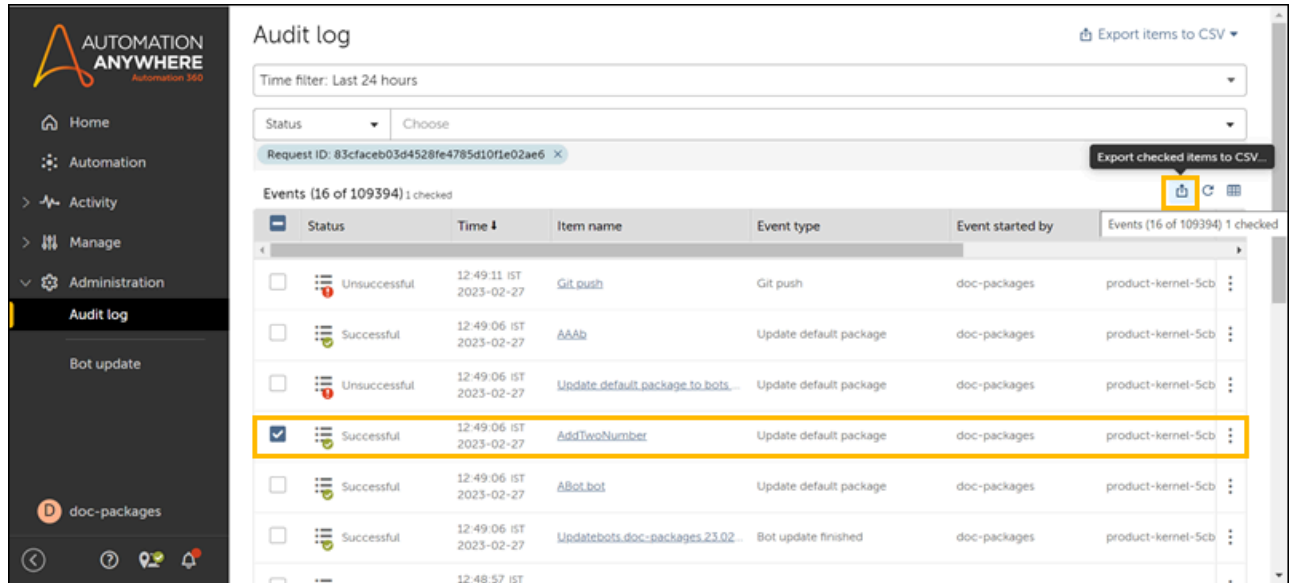 AUTOMATION
ANYWHERE
Automation 360
Home
Automation
Activity
Manage
Administration
Audit log
Bot update
D doc-packages
Audit log
Export items to CSV
Time filter: Last 24 hours
Status Choose
Request ID: 83cfaceb03d4528fe4785d10f1e02ae6 ×
Export checked items to CSV...
Events (16 of 109394) 1 checked
Status Time Item name Event type Event started by
Events (16 of 109394) 1 checked
Unsuccessful 12:49:11 IST 2023-02-27 Git push Git push doc-packages product-kernel-5cb
Successful 12:49:06 IST 2023-02-27 AAAb Update default package doc-packages product-kernel-5cb
Unsuccessful 12:49:06 IST 2023-02-27 Update default package to bots... Update default package doc-packages product-kernel-5cb
Successful 12:49:06 IST 2023-02-27 AddTwoNumber Update default package doc-packages product-kernel-5cb
Successful 12:49:06 IST 2023-02-27 ABot.bot Update default package doc-packages product-kernel-5cb
Successful 12:49:06 IST 2023-02-27 Updatebots.doc-packages.23.02... Bot update finished doc-packages product-kernel-5cb
12:48:57 IST